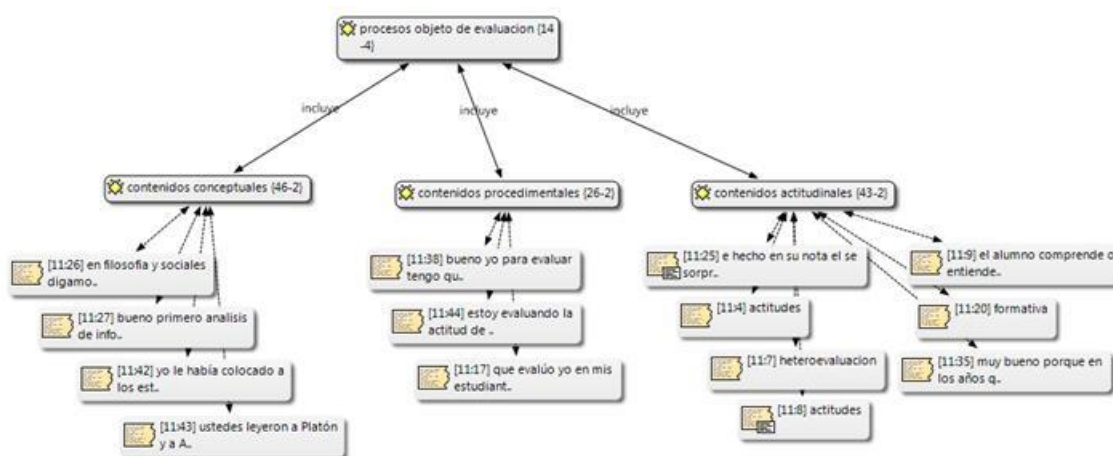 procesos objeto de evaluacion {14
-4}
incluye
incluye
incluye
contenidos conceptuales {46-2}
contenidos procedimentales {26-2}
contenidos actitudinales {43-2}
[11:26] en filosofia y sociales
digamo..
[11:27] bueno primero analisis
de info..
[11:42] yo le había colocado a
los est..
[11:43] ustedes leyeron a Platón
y a A..
[11:38] bueno yo para evaluar
tengo qu..
[11:44] estoy evaluando la
actitud de ..
[11:17] que evalúo yo en mis
estudiant..
[11:25] e hecho en su nota el se
sorpr..
[11:4] actitudes
[11:7] heteroevaluacion
[11:8] actitudes
[11:9] el alumno comprende o
entiende..
[11:20] formativa
[11:35] muy bueno porque en
los años q..